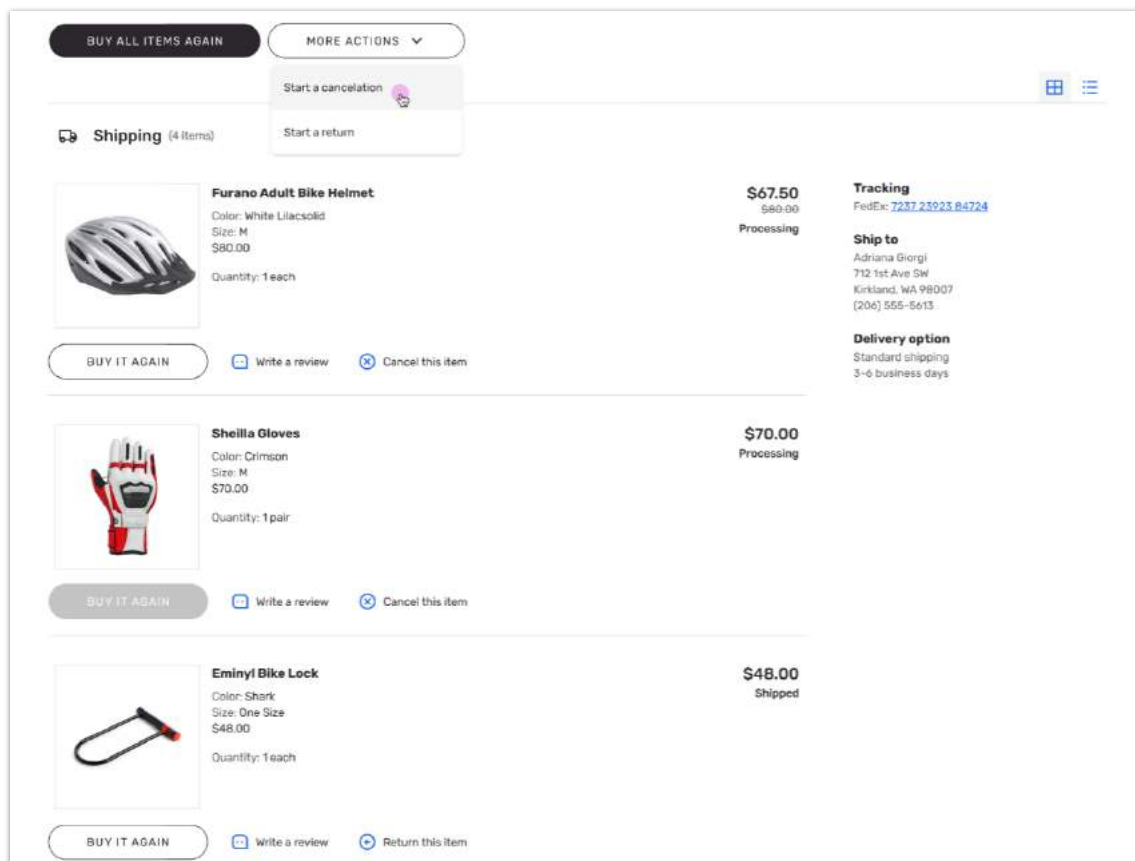 BUY ALL ITEMS AGAIN
MORE ACTIONS
Start a cancelation
Start a return
Shipping (4 items)
Furano Adult Bike Helmet
Color: White Lilacsolid
Size: M
$80.00
Quantity: 1 each
$67.50
$80.00
Processing
BUY IT AGAIN
Write a review
Cancel this item
Tracking
FedEx: 7237 23923 84724
Ship to
Adriana Giorgi
712 1st Ave SW
Kirkland, WA 98007
(206) 555-5613
Delivery option
Standard shipping
3-6 business days
Sheilla Gloves
Color: Crimson
Size: M
$70.00
Quantity: 1 pair
$70.00
Processing
BUY IT AGAIN
Write a review
Cancel this item
Eminyl Bike Lock
Color: Shark
Size: One Size
$48.00
Quantity: 1 each
$48.00
Shipped
BUY IT AGAIN
Write a review
Return this item